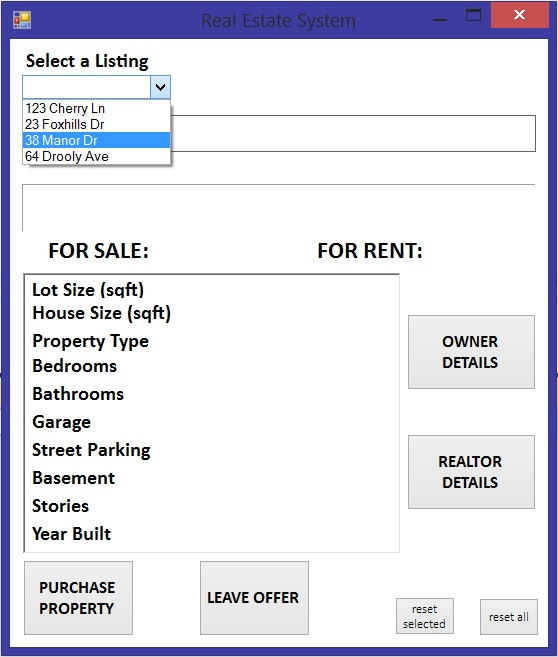 Real Estate System
Select a Listing
123 Cherry Ln
23 Foxhills Dr
38 Manor Dr
64 Drooly Ave
FOR SALE: FOR RENT:
Lot Size (sqft)
House Size (sqft)
Property Type
Bedrooms
Bathrooms
Garage
Street Parking
Basement
Stories
Year Built
OWNER
DETAILS
REALTOR
DETAILS
PURCHASE
PROPERTY
LEAVE OFFER
reset
selected
reset all